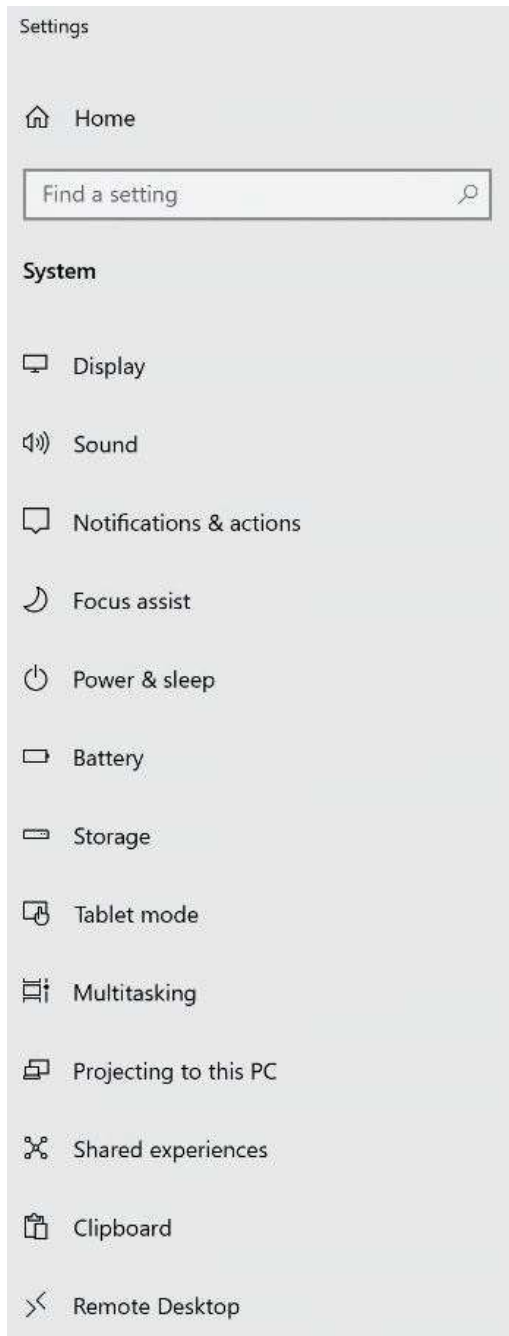 Settings
Home
Find a setting
System
Display
Sound
Notifications & actions
Focus assist
Power & sleep
Battery
Storage
Tablet mode
Multitasking
Projecting to this PC
Shared experiences
Clipboard
Remote Desktop